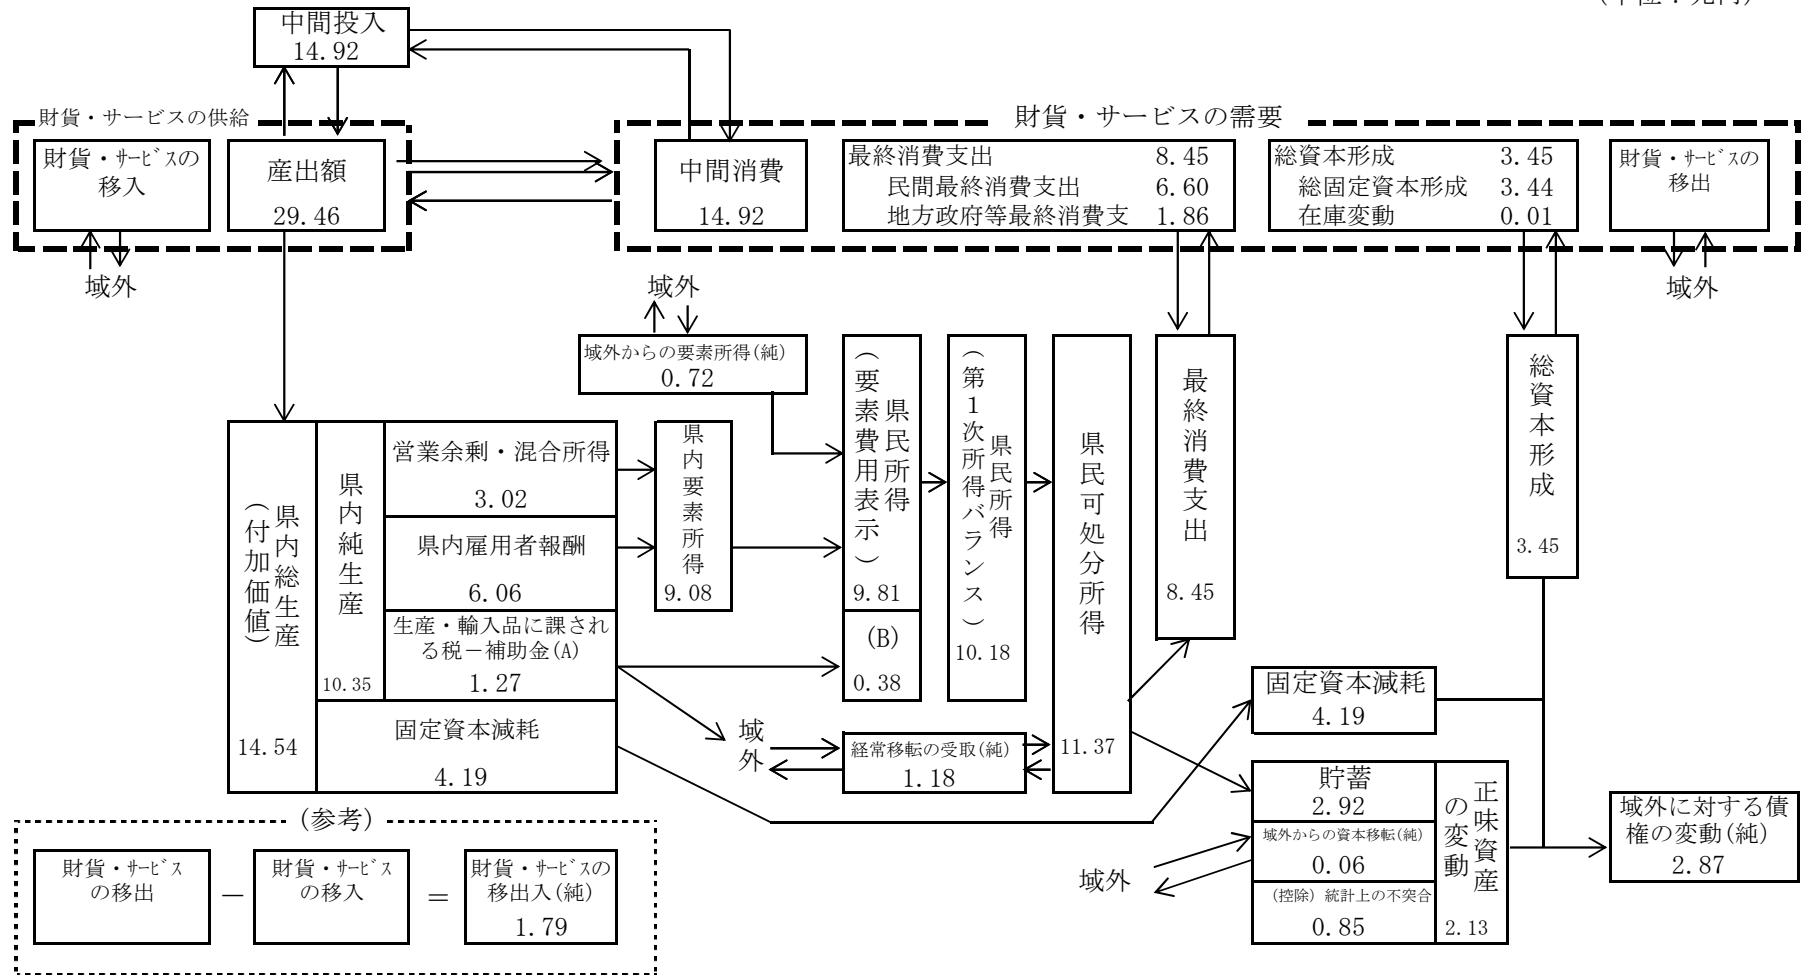 （単位：兆円）
中間投入
14.92
財貨・サービスの供給
財貨・サービスの需要
財貨・ｻｰﾋﾞｽの
移入
産出額
29.46
中間消費
14.92
最終消費支出 8.45
民間最終消費支出 6.60
地方政府等最終消費支 1.86
総資本形成 3.45
総固定資本形成 3.44
在庫変動 0.01
財貨・ｻｰﾋﾞｽの
移出
域外
域外
域外
域外からの要素所得(純)
0.72
県内総生産
（付加価値）
14.54
県内純生産
10.35
営業余剰・混合所得
3.02
県内雇用者報酬
6.06
生産・輸入品に課され
る税－補助金(A)
1.27
固定資本減耗
4.19
県内要素所得
9.08
県民所得
（要素費用表示）
9.81
(B)
0.38
県民所得
（第１次所得バランス）
10.18
県民可処分所得
11.37
最終消費支出
8.45
総資本形成
3.45
域外
経常移転の受取(純)
1.18
固定資本減耗
4.19
貯蓄
2.92
域外からの資本移転(純)
0.06
(控除) 統計上の不突合
0.85
正味資産
の変動
2.13
域外
域外に対する債
権の変動(純)
2.87
(参考)
財貨・ｻｰﾋﾞｽ
の移出
－
財貨・ｻｰﾋﾞｽ
の移入
＝
財貨・ｻｰﾋﾞｽの
移出入(純)
1.79